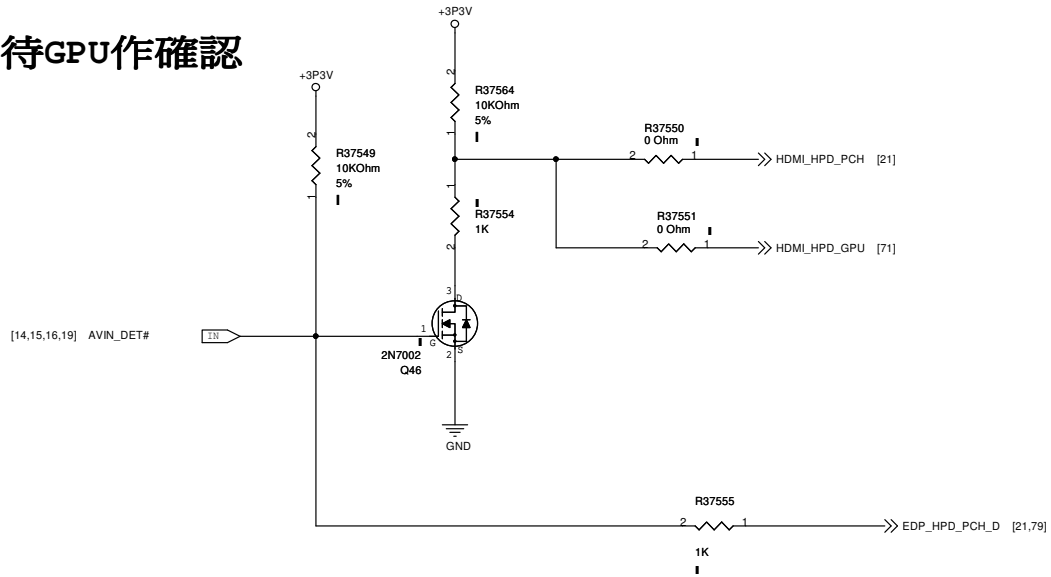 待GPU作確認
+3P3V
+3P3V
2
R37564
10KOhm
5%
1
2
R37549
10KOhm
5%
1
R37550
0 Ohm
2
1
HDMI_HPD_PCH [21]
1
R37554
1K
2
R37551
0 Ohm
2
1
HDMI_HPD_GPU [71]
3
D
[14,15,16,19] AVIN_DET#
IN
1
G
S
2
2N7002
Q46
GND
R37555
2
1
EDP_HPD_PCH_D [21,79]
1K